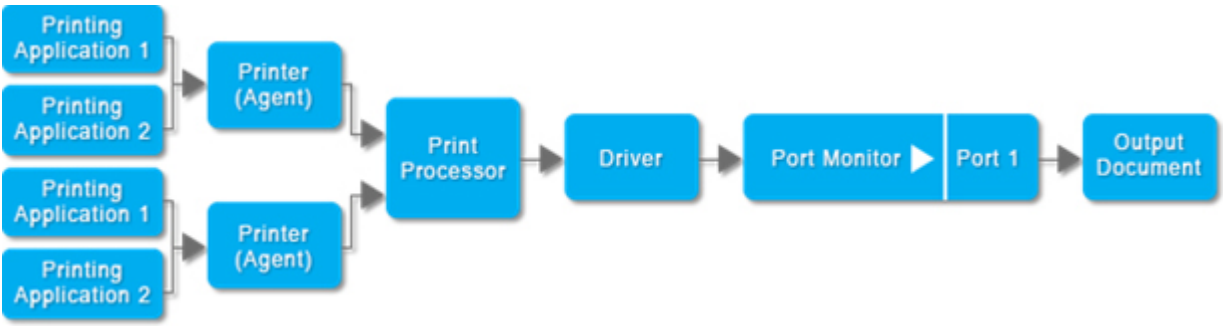 Printing
Application 1
Printing
Application 2
Printing
Application 1
Printing
Application 2
Printer
(Agent)
Printer
(Agent)
Print
Processor
Driver
Port Monitor
Port 1
Output
Document